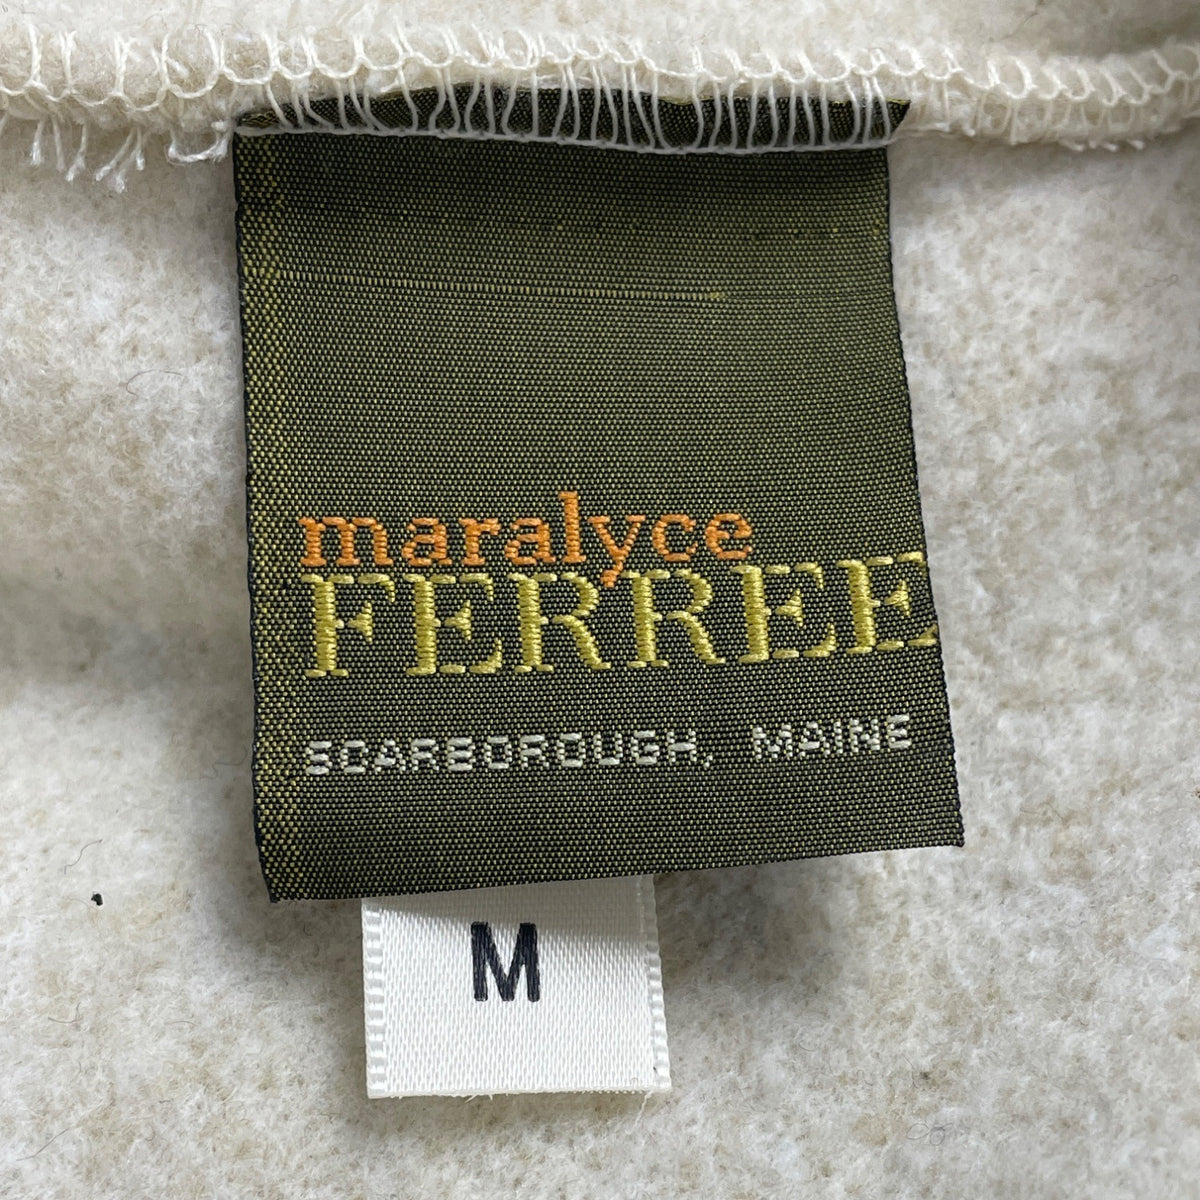 maralyce
FERREE
SCARBOROUGH, MAINE
M